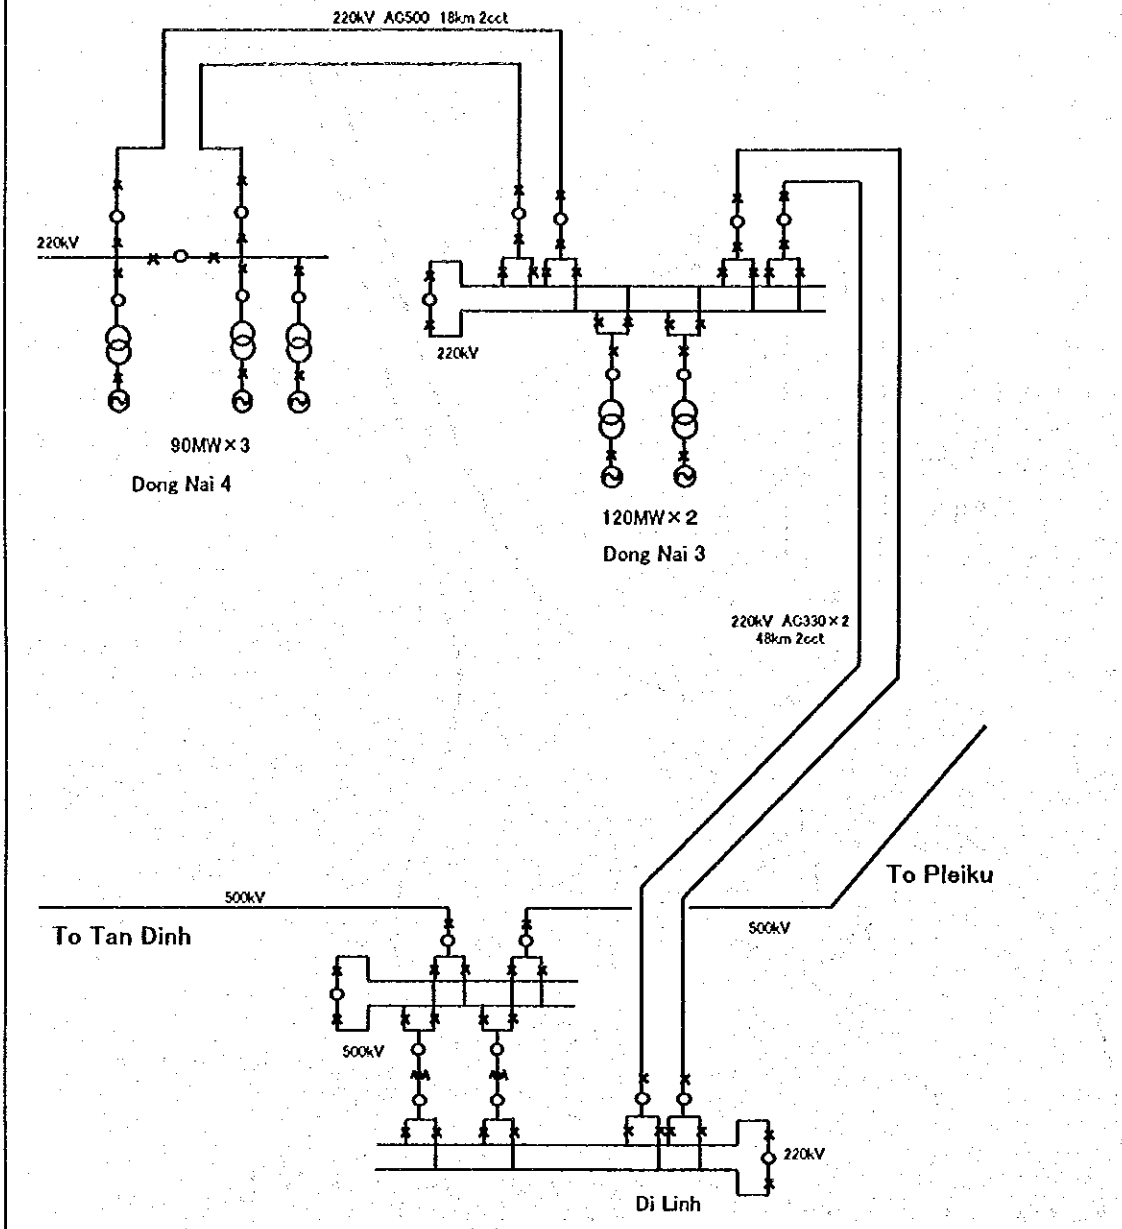 220kV AC500 18km 2cct
220kV
220kV
90MW×3
Dong Nai 4
120MW×2
Dong Nai 3
220kV AC330×2
48km 2cct
To Pleiku
500kV
To Tan Dinh
500kV
500kV
220kV
Di Linh